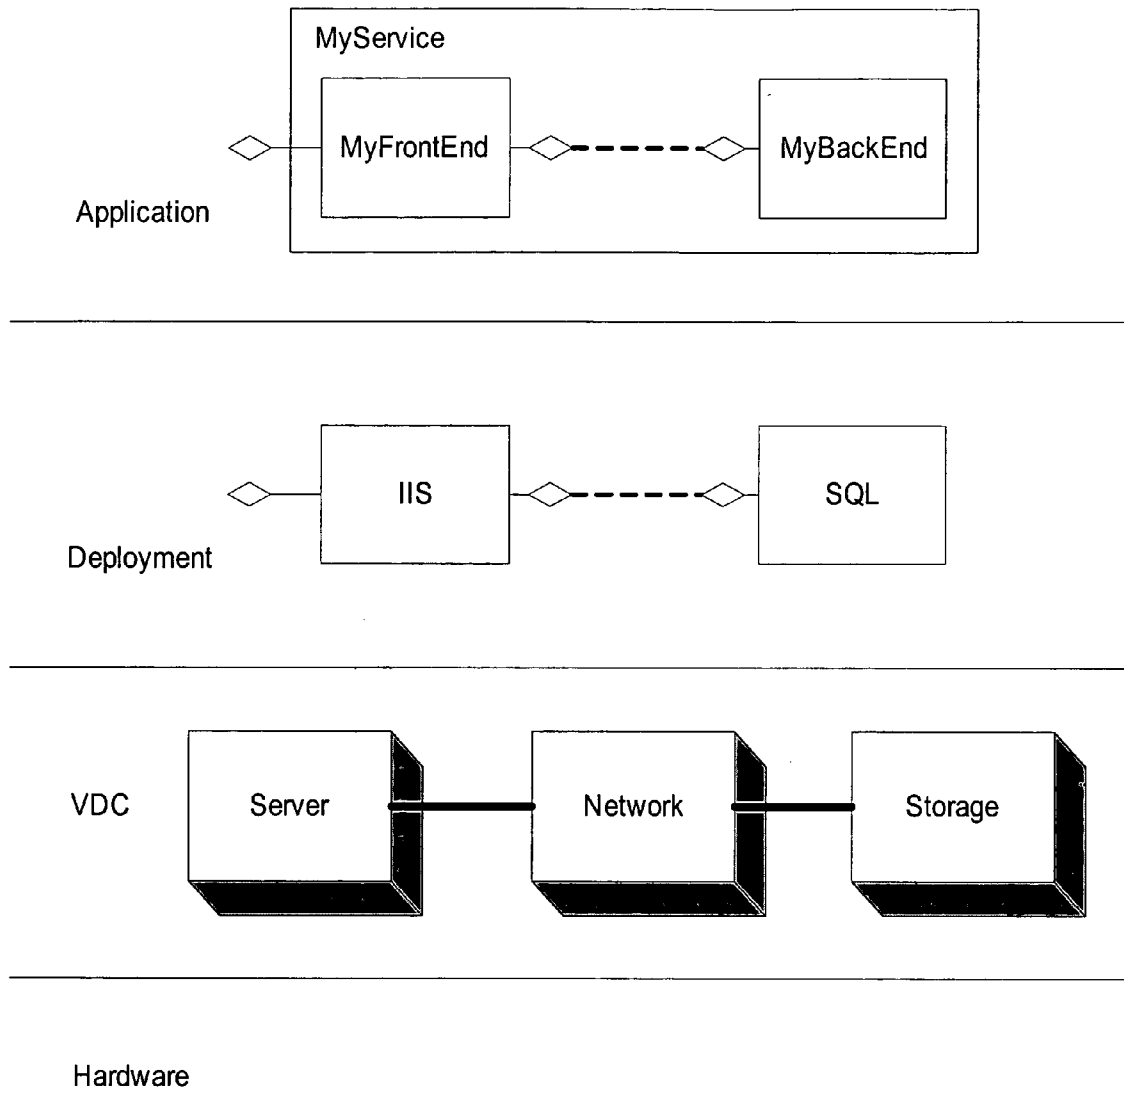 MyService
MyFrontEnd
MyBackEnd
Application
IIS
SQL
Deployment
VDC
Server
Network
Storage
Hardware